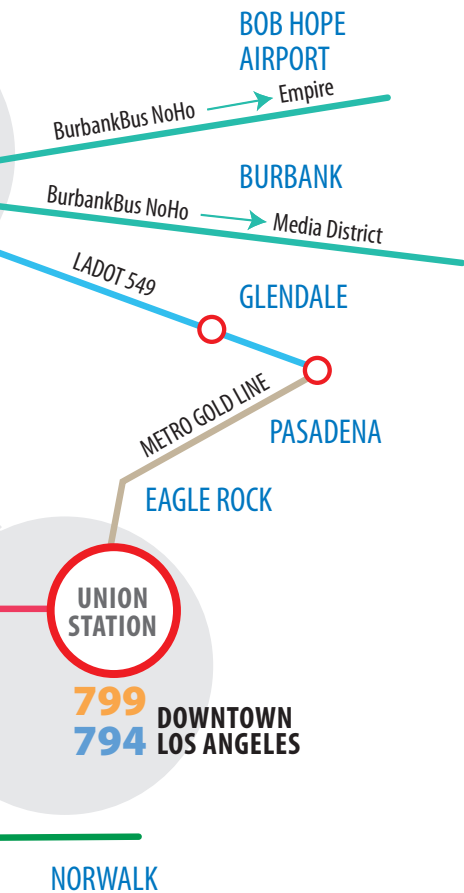 BOB HOPE
AIRPORT
BurbankBus NoHo
Empire
BURBANK
BurbankBus NoHo
Media District
LADOT 549
GLENDALE
METRO GOLD LINE
PASADENA
EAGLE ROCK
UNION
STATION
799
794
DOWNTOWN
LOS ANGELES
NORWALK